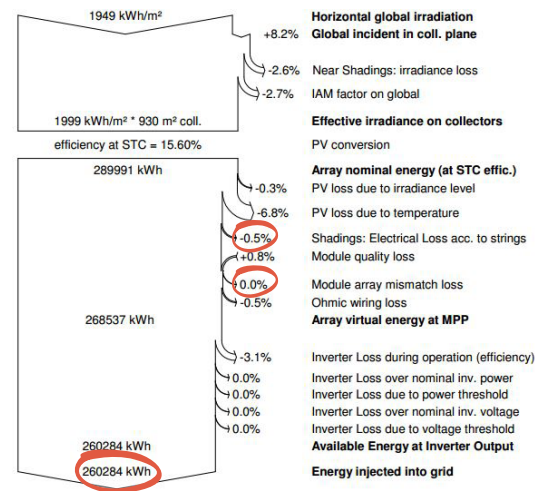 1949 kWh/m² Horizontal global irradiation
+8.2% Global incident in coll. plane
-2.6% Near Shadings: irradiance loss
-2.7% IAM factor on global
1999 kWh/m² * 930 m² coll. Effective irradiance on collectors
efficiency at STC = 15.60% PV conversion
289991 kWh Array nominal energy (at STC effic.)
-0.3% PV loss due to irradiance level
-6.8% PV loss due to temperature
-0.5% Shadings: Electrical Loss acc. to strings
+0.8% Module quality loss
0.0% Module array mismatch loss
-0.5% Ohmic wiring loss
268537 kWh Array virtual energy at MPP
-3.1% Inverter Loss during operation (efficiency)
0.0% Inverter Loss over nominal inv. power
0.0% Inverter Loss due to power threshold
0.0% Inverter Loss over nominal inv. voltage
0.0% Inverter Loss due to voltage threshold
260284 kWh Available Energy at Inverter Output
260284 kWh Energy injected into grid